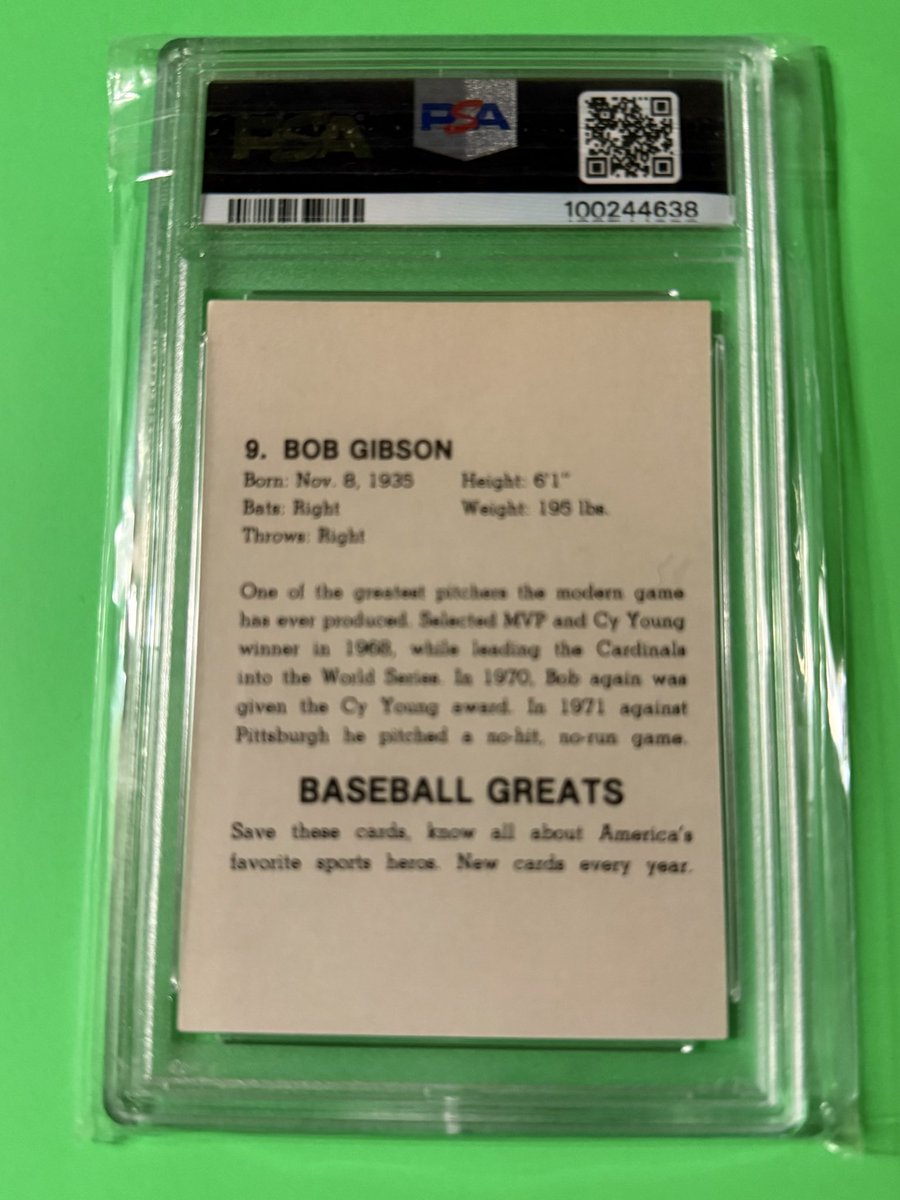 PSA PSA
100244638
9. BOB GIBSON
Born: Nov. 8, 1935 Height: 6'1"
Bats: Right Weight: 195 lbs.
Throws: Right
One of the greatest pitchers the modern game
has ever produced. Selected MVP and Cy Young
winner in 1968, while leading the Cardinals
into the World Series. In 1970, Bob again was
given the Cy Young award. In 1971 against
Pittsburgh he pitched a no-hit, no-run game.
BASEBALL GREATS
Save these cards, know all about America's
favorite sports heros. New cards every year.